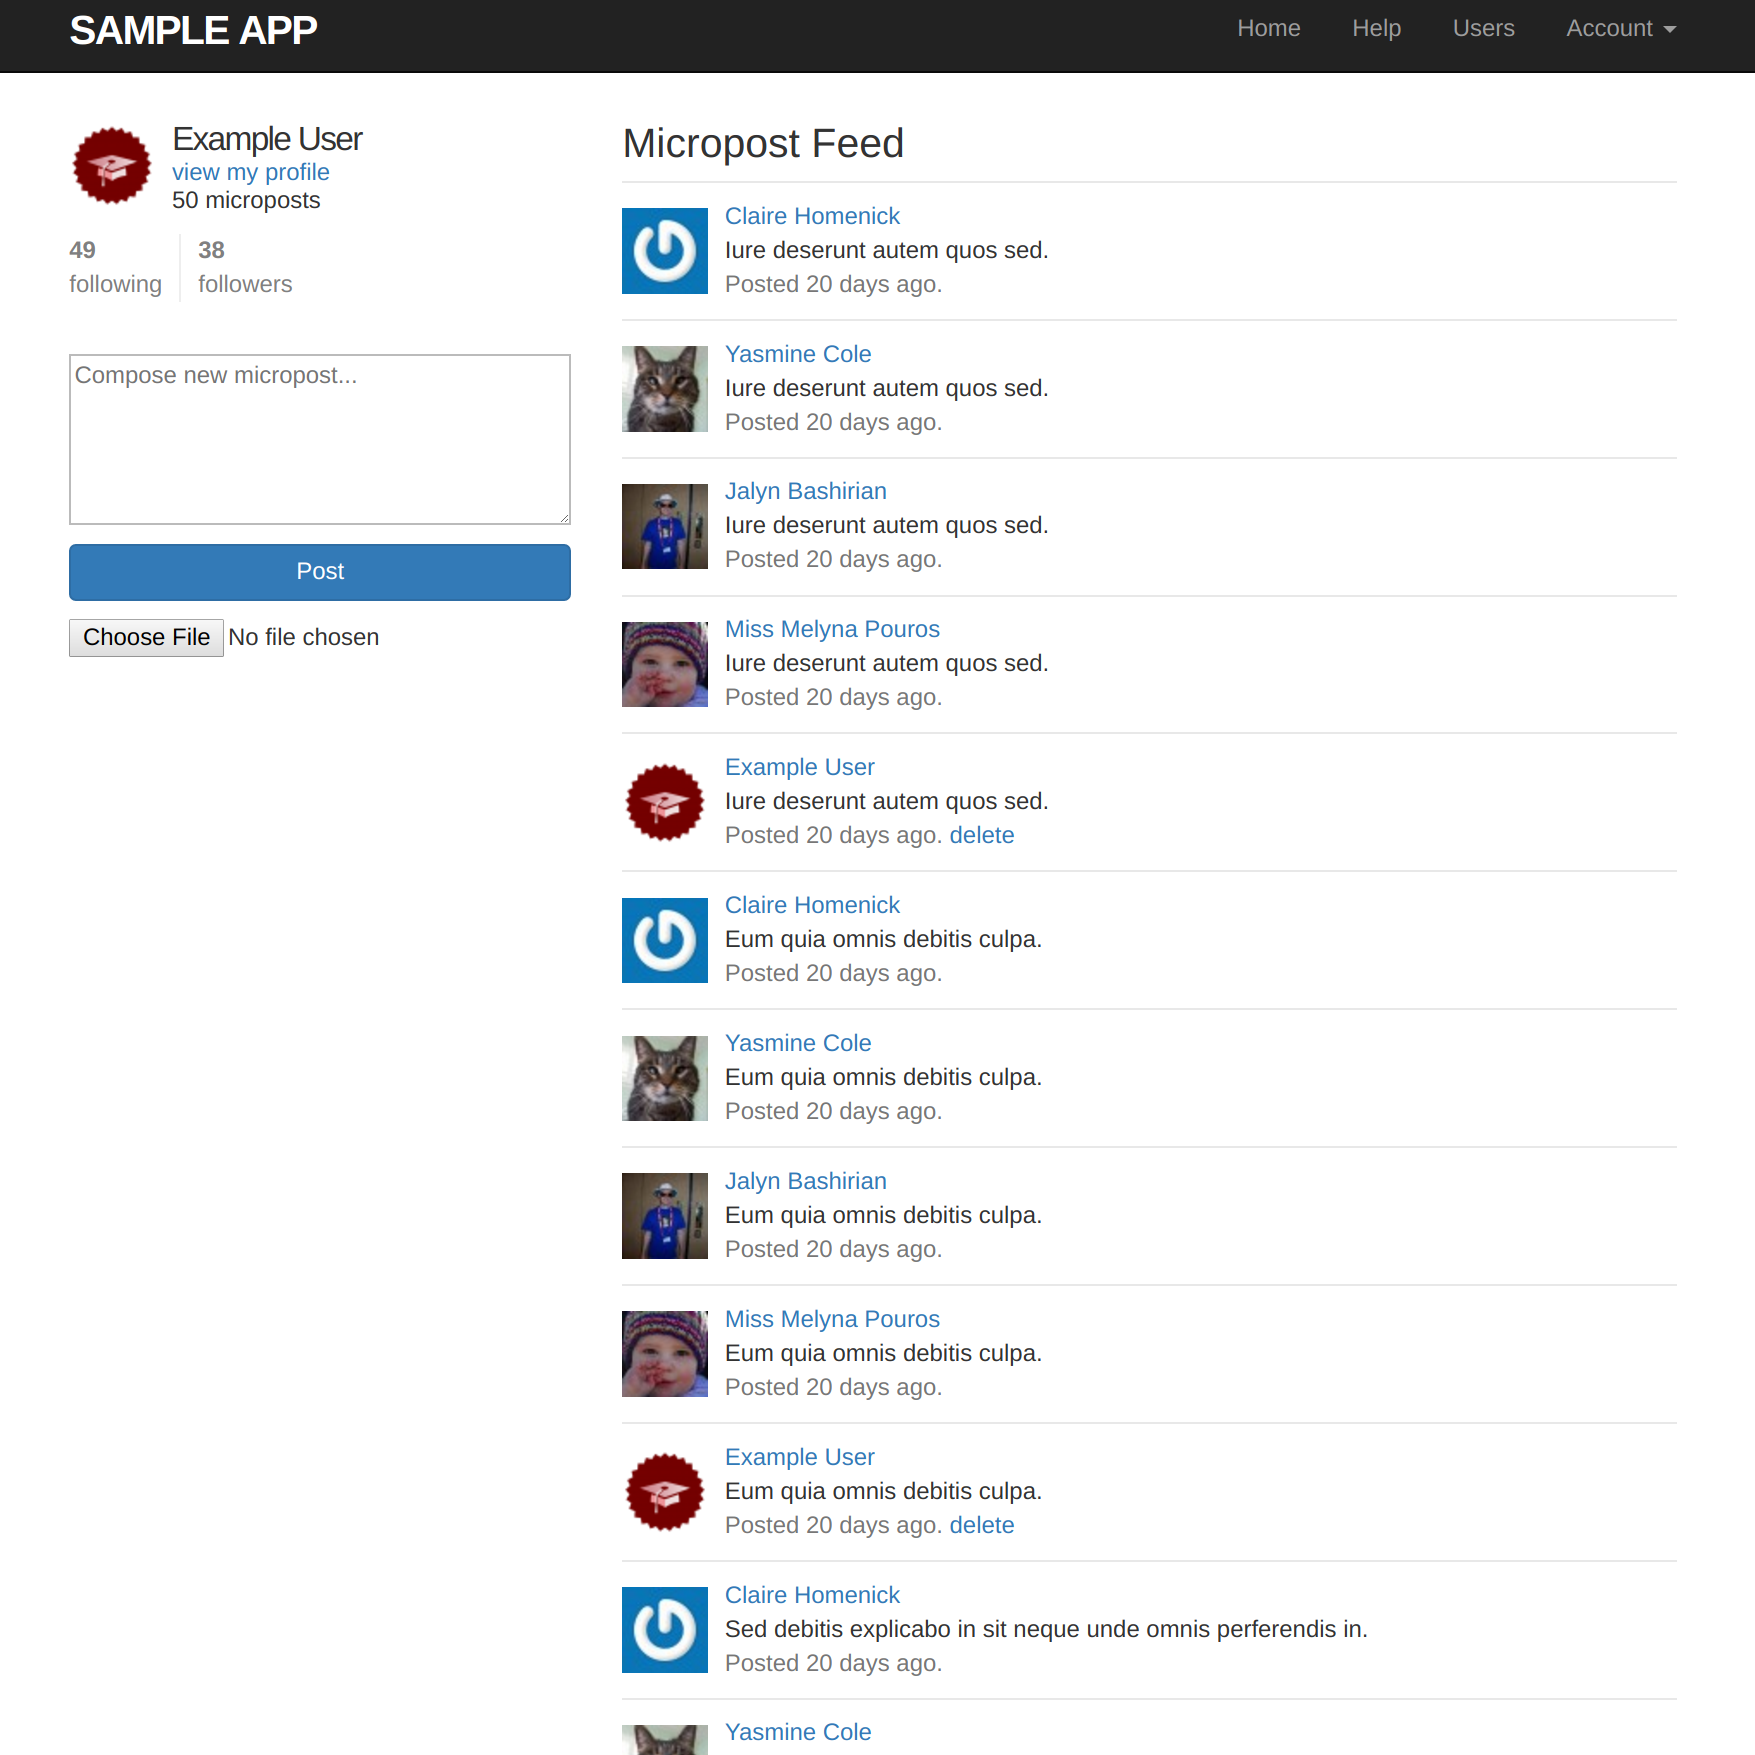 SAMPLE APP
Home Help Users Account
Example User
view my profile
50 microposts
49 38
following followers
Compose new micropost...
Post
Choose File No file chosen
Micropost Feed
Claire Homenick
Iure deserunt autem quos sed.
Posted 20 days ago.
Yasmine Cole
Iure deserunt autem quos sed.
Posted 20 days ago.
Jalyn Bashirian
Iure deserunt autem quos sed.
Posted 20 days ago.
Miss Melyna Pouros
Iure deserunt autem quos sed.
Posted 20 days ago.
Example User
Iure deserunt autem quos sed.
Posted 20 days ago. delete
Claire Homenick
Eum quia omnis debitis culpa.
Posted 20 days ago.
Yasmine Cole
Eum quia omnis debitis culpa.
Posted 20 days ago.
Jalyn Bashirian
Eum quia omnis debitis culpa.
Posted 20 days ago.
Miss Melyna Pouros
Eum quia omnis debitis culpa.
Posted 20 days ago.
Example User
Eum quia omnis debitis culpa.
Posted 20 days ago. delete
Claire Homenick
Sed debitis explicabo in sit neque unde omnis perferendis in.
Posted 20 days ago.
Yasmine Cole